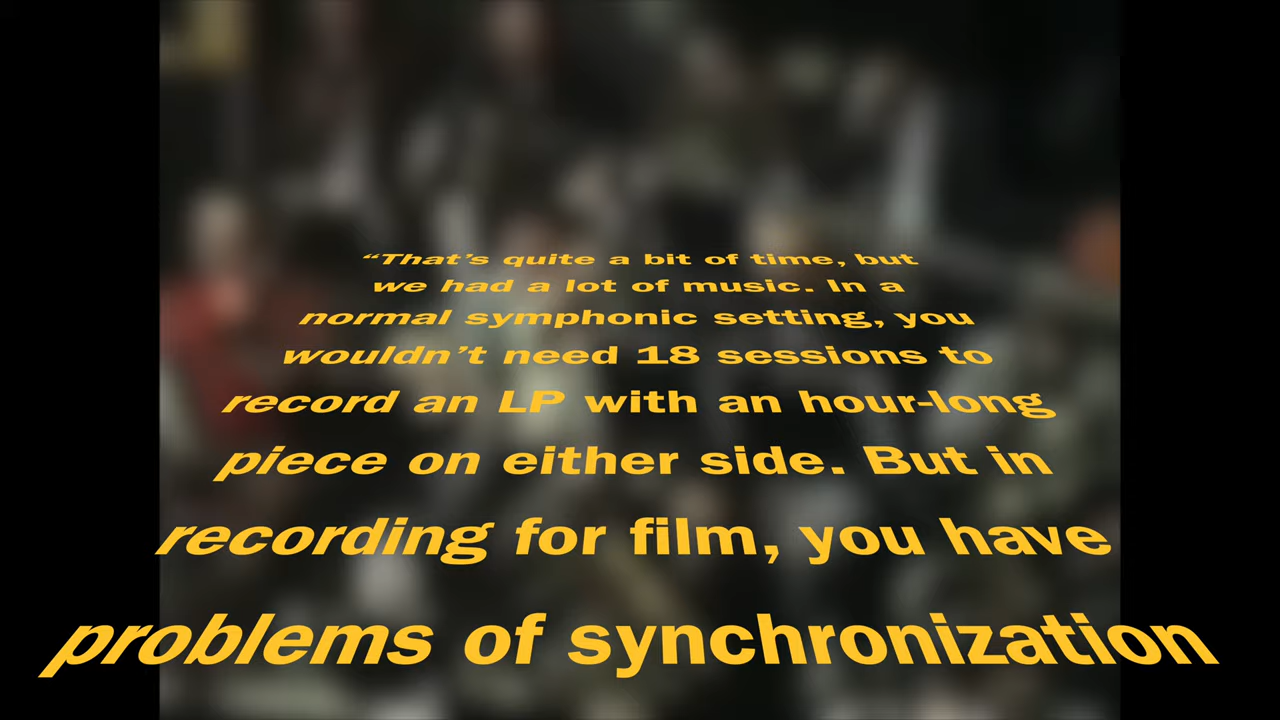 “That’s quite a bit of time, but
we had a lot of music. In a
normal symphonic setting, you
wouldn’t need 18 sessions to
record an LP with an hour-long
piece on either side. But in
recording for film, you have
problems of synchronization